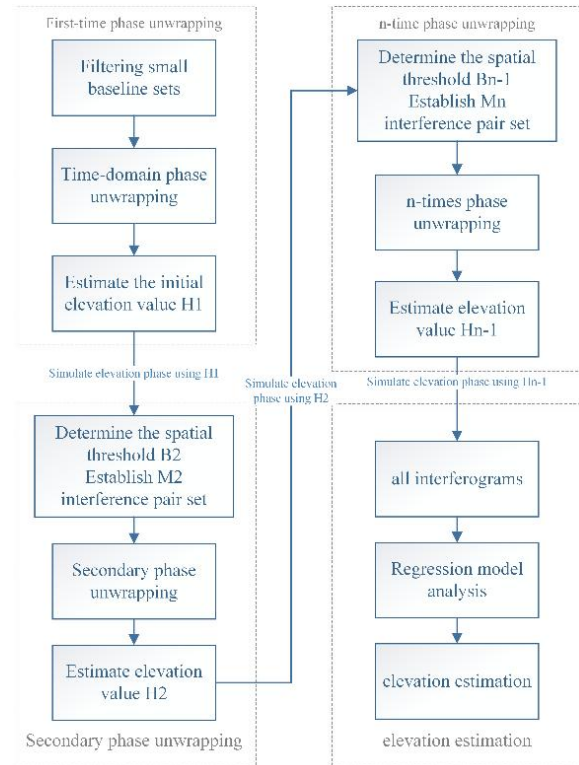 First-time phase unwrapping
Filtering small
baseline sets
Time-domain phase
unwrapping
Estimate the initial
elevation value H1
Simulate elevation phase using H1
Determine the spatial
threshold B2
Establish M2
interference pair set
Secondary phase
unwrapping
Estimate elevation
value H2
Secondary phase unwrapping
Simulate elevation
phase using H2
n-time phase unwrapping
Determine the spatial
threshold Bn-1
Establish Mn
interference pair set
n-times phase
unwrapping
Estimate elevation
value Hn-1
Simulate elevation phase using Hn-1
all interferograms
Regression model
analysis
elevation estimation
elevation estimation